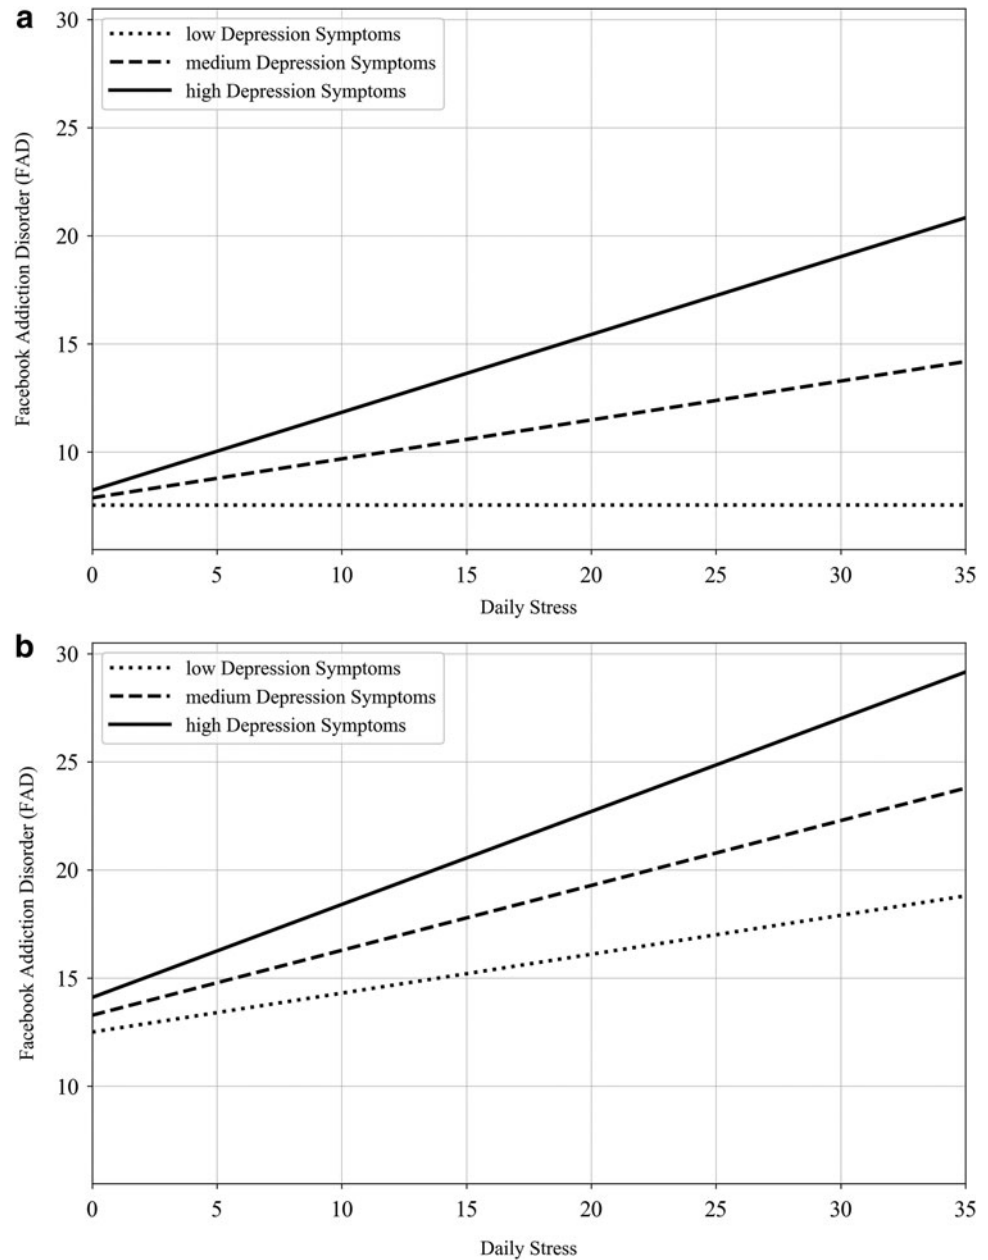 a
low Depression Symptoms
medium Depression Symptoms
high Depression Symptoms
Facebook Addiction Disorder (FAD)
30
25
20
15
10
0 5 10 15 20 25 30 35
Daily Stress
b
low Depression Symptoms
medium Depression Symptoms
high Depression Symptoms
Facebook Addiction Disorder (FAD)
30
25
20
15
10
0 5 10 15 20 25 30 35
Daily Stress